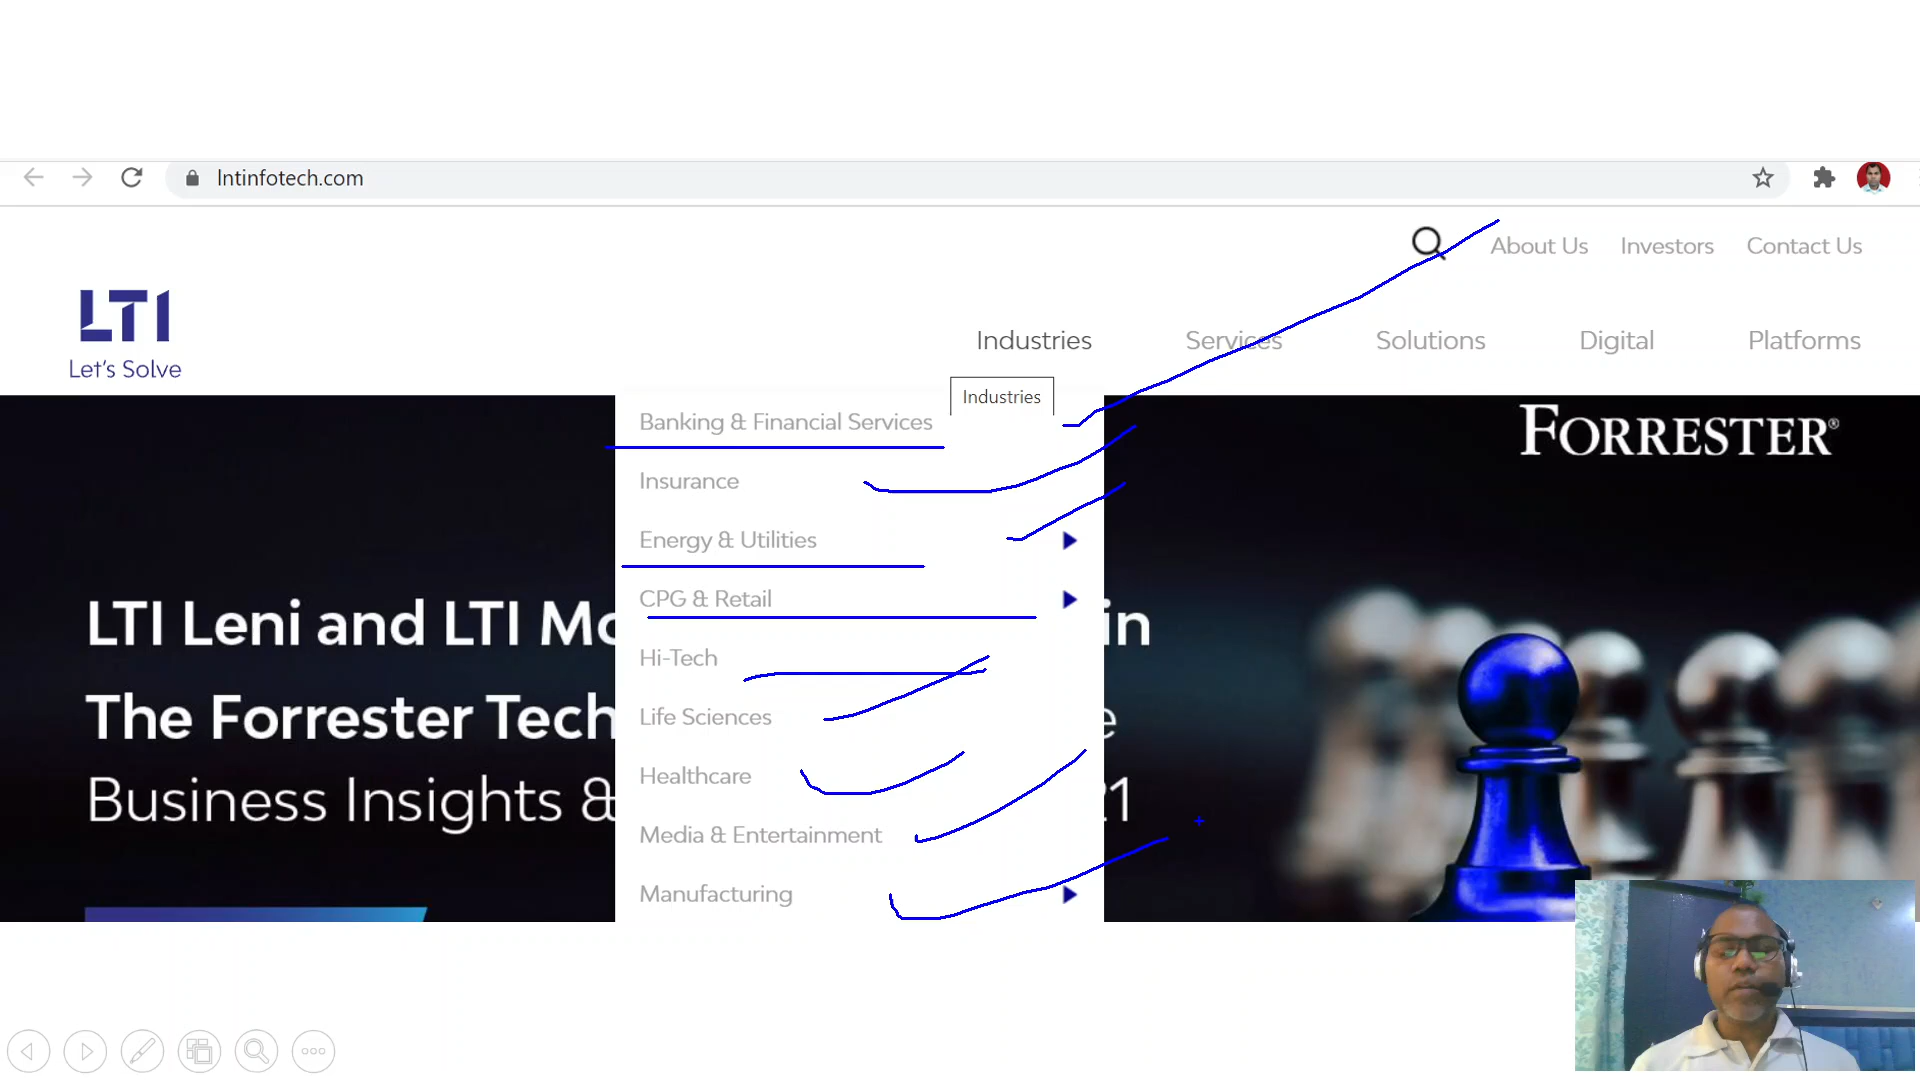 lntinfotech.com
About Us Investors Contact Us
LTI
Let's Solve
Industries Services Solutions Digital Platforms
Industries
Banking & Financial Services
FORRESTER®
Insurance
Energy & Utilities
CPG & Retail
LTI Leni and LTI Mo in
Hi-Tech
The Forrester Tech e
Life Sciences
Healthcare
Business Insights & 21
Media & Entertainment
Manufacturing